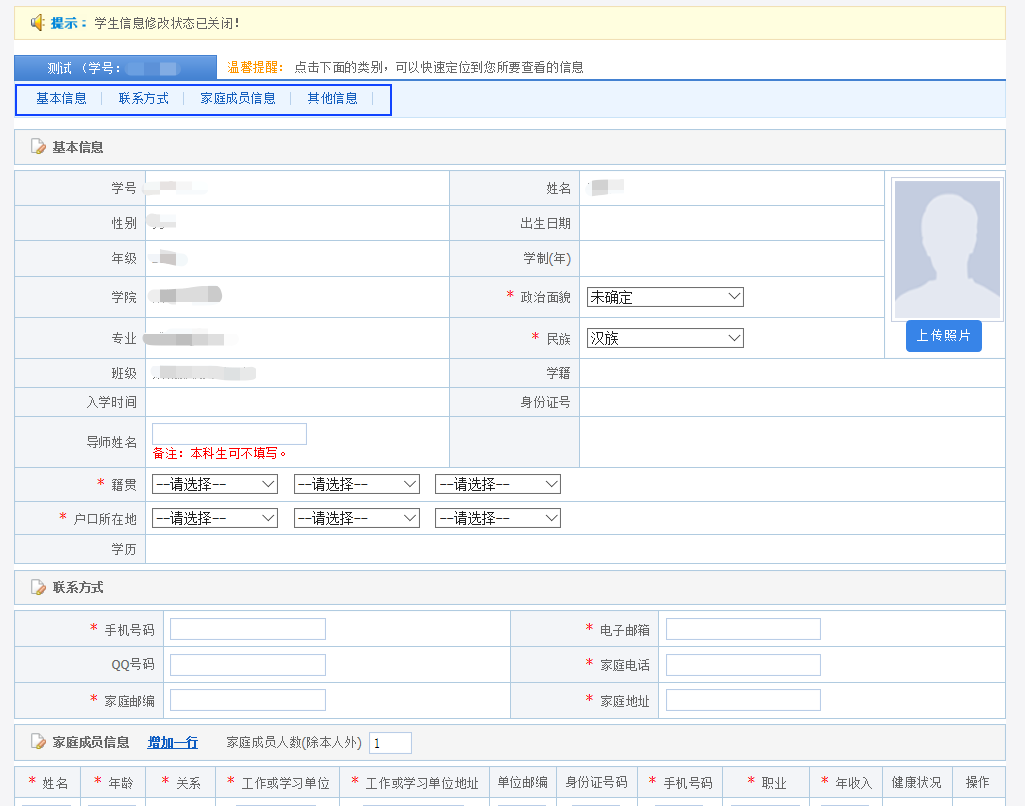 提示： 学生信息修改状态已关闭！
测试 （学号： 温馨提醒： 点击下面的类别，可以快速定位到您所要查看的信息
基本信息 联系方式 家庭成员信息 其他信息
基本信息
学号 姓名
性别 出生日期
年级 学制(年)
学院 * 政治面貌 未确定
专业 * 民族 汉族
上传照片
班级 学籍
入学时间 身份证号
导师姓名
备注：本科生可不填写。
* 籍贯 --请选择-- --请选择-- --请选择--
* 户口所在地 --请选择-- --请选择-- --请选择--
学历
联系方式
* 手机号码 * 电子邮箱
QQ号码 * 家庭电话
* 家庭邮编 * 家庭地址
家庭成员信息 增加一行 家庭成员人数(除本人外) 1
* 姓名 * 年龄 * 关系 * 工作或学习单位 * 工作或学习单位地址 单位邮编 身份证号码 * 手机号码 * 职业 * 年收入 健康状况 操作